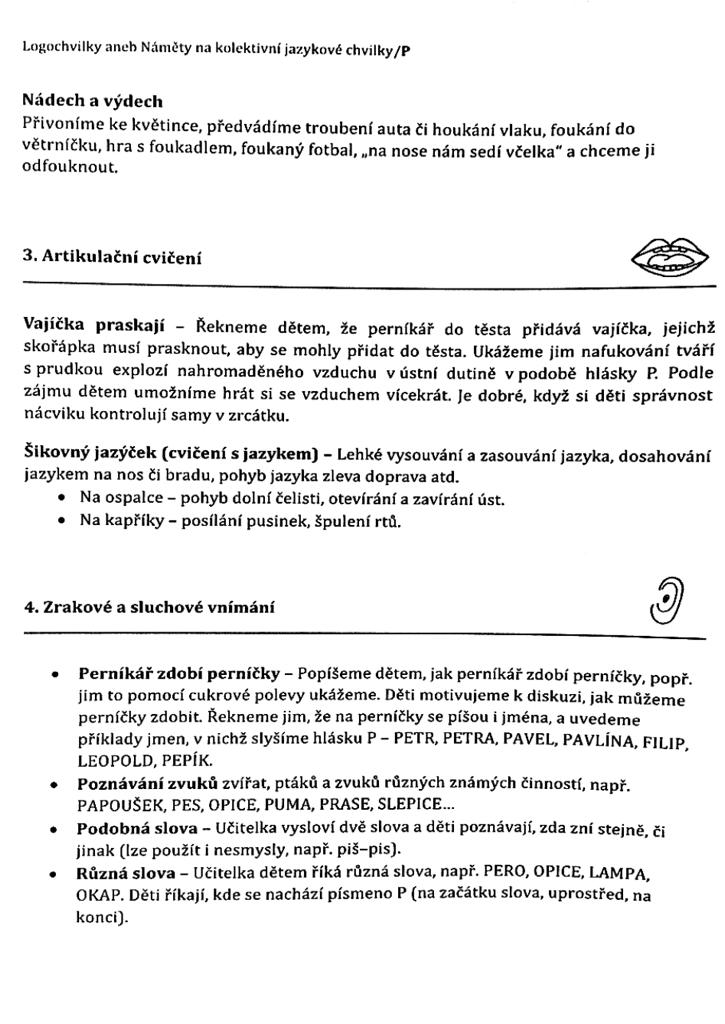 Logochvilky aneb Náměty na kolektivní jazykové chvilky/P
Nádech a výdech
Přivoníme ke květince, předvádíme troubení auta či houkání vlaku, foukání do
větrníčku, hra s foukadlem, foukaný fotbal, „na nose nám sedí včelka“ a chceme ji
odfouknout.
3. Artikulační cvičení
Vajíčka praskají – Řekneme dětem, že perníkář do těsta přidává vajíčka, jejichž
skořápka musí prasknout, aby se mohly přidat do těsta. Ukážeme jim nafukování tváří
s prudkou explozí nahromaděného vzduchu v ústní dutině v podobě hlásky P. Podle
zájmu dětem umožníme hrát si se vzduchem vícekrát. Je dobré, když si děti správnost
nácviku kontrolují samy v zrcátku.
Šikovný jazýček (cvičení s jazykem) – Lehké vysouvání a zasouvání jazyka, dosahování
jazykem na nos či bradu, pohyb jazyka zleva doprava atd.
• Na ospalce – pohyb dolní čelisti, otevírání a zavírání úst.
• Na kapříky – posílání pusinek, špulení rtů.
4. Zrakové a sluchové vnímání
• Perníkář zdobí perníčky – Popíšeme dětem, jak perníkář zdobí perníčky, popř.
jim to pomocí cukrové polevy ukážeme. Děti motivujeme k diskuzi, jak můžeme
perníčky zdobit. Řekneme jim, že na perníčky se píšou i jména, a uvedeme
příklady jmen, v nichž slyšíme hlásku P – PETR, PETRA, PAVEL, PAVLÍNA, FILIP,
LEOPOLD, PEPÍK.
• Poznávání zvuků zvířat, ptáků a zvuků různých známých činností, např.
PAPOUŠEK, PES, OPICE, PUMA, PRASE, SLEPICE...
• Podobná slova – Učitelka vysloví dvě slova a děti poznávají, zda zní stejně, či
jinak (lze použít i nesmysly, např. piš–pis).
• Různá slova – Učitelka dětem říká různá slova, např. PERO, OPICE, LAMPA,
OKAP. Děti říkají, kde se nachází písmeno P (na začátku slova, uprostřed, na
konci).